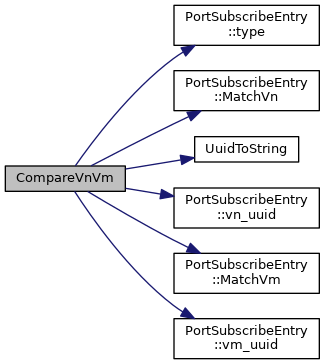 PortSubscribeEntry
::type
PortSubscribeEntry
::MatchVn
UuidToString
CompareVnVm
PortSubscribeEntry
::vn_uuid
PortSubscribeEntry
::MatchVm
PortSubscribeEntry
::vm_uuid